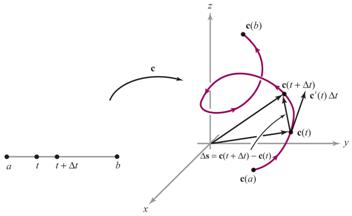 z
c(b)
c
c(t + Δt)
c′(t) Δt
c(t)
y
Δs = c(t + Δt) − c(t)
a
t
t + Δt
b
c(a)
x